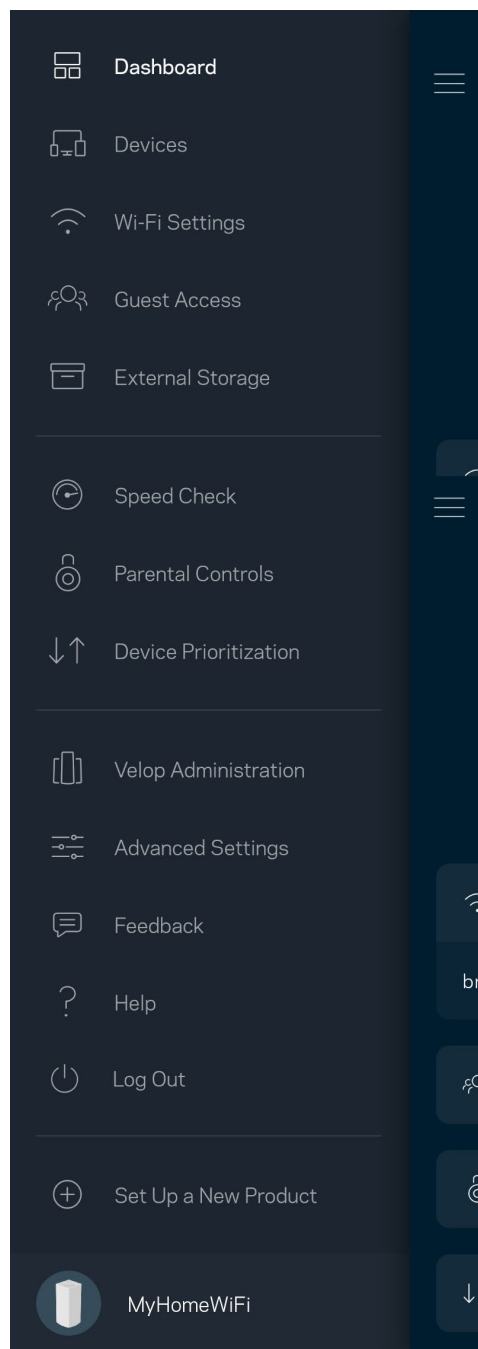 Dashboard
Devices
Wi-Fi Settings
Guest Access
External Storage
Speed Check
Parental Controls
Device Prioritization
Velop Administration
Advanced Settings
Feedback
br
Help
Log Out
Set Up a New Product
MyHomeWiFi